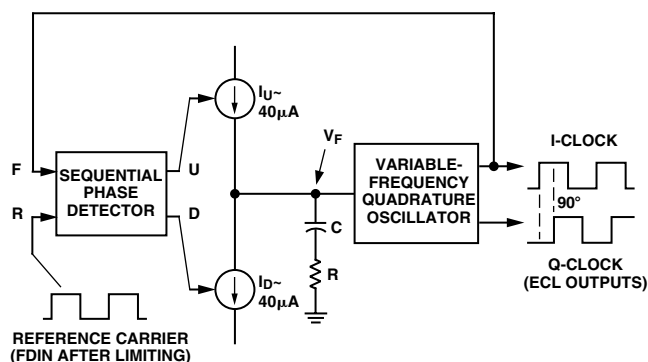 F
R
SEQUENTIAL
PHASE
DETECTOR
U
D
IU~
40µA
ID~
40µA
VF
C
R
VARIABLE-
FREQUENCY
QUADRATURE
OSCILLATOR
I-CLOCK
90°
Q-CLOCK
(ECL OUTPUTS)
REFERENCE CARRIER
(FDIN AFTER LIMITING)